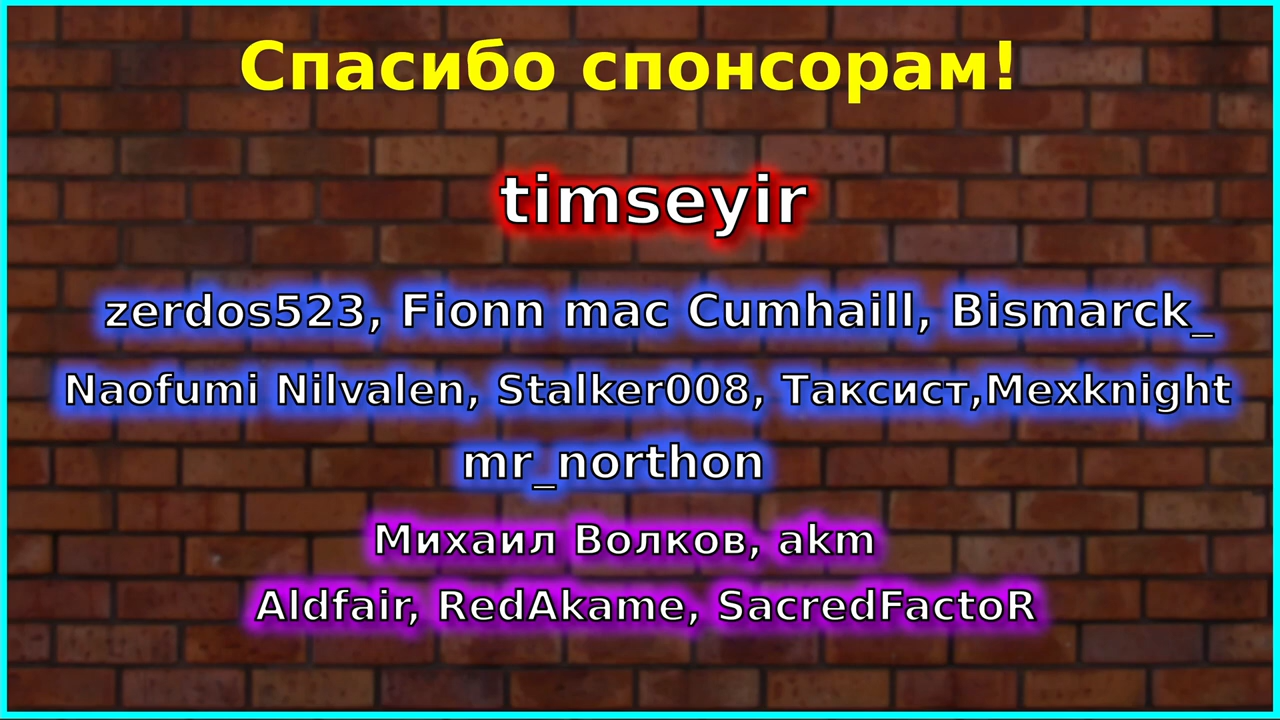 Спасибо спонсорам!
timseyir
zerdos523, Fionn mac Cumhaill, Bismarck_
Naofumi Nilvalen, Stalker008, Таксист,Mexknight
mr_northon
Михаил Волков, akm
Aldfair, RedAkame, SacredFactoR